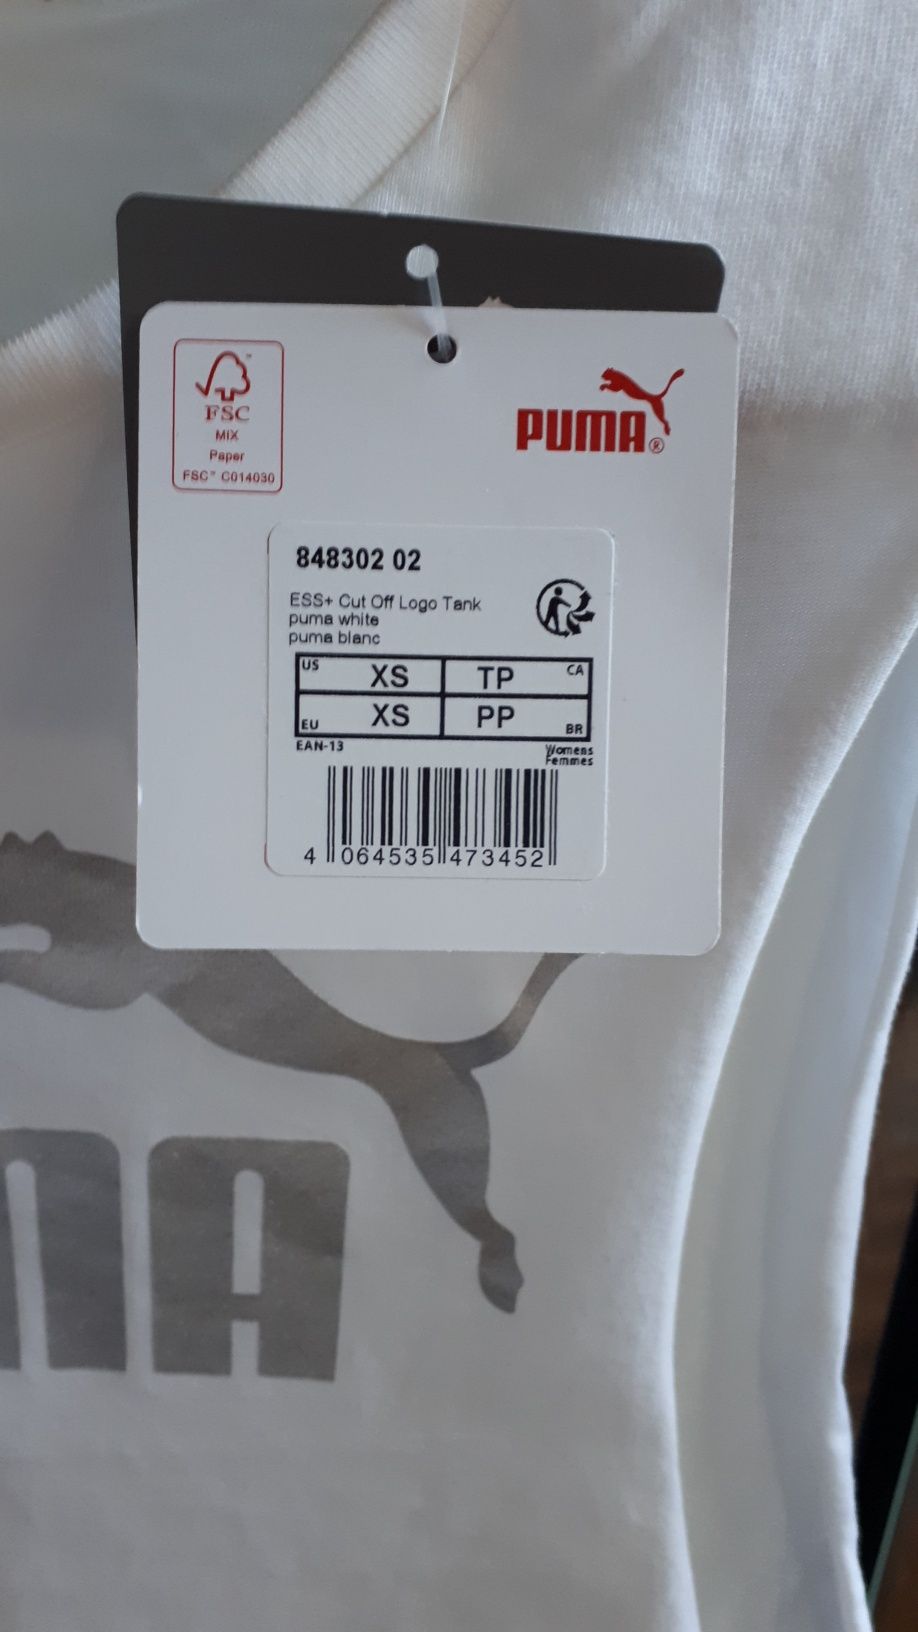 FSC
MIX
Paper
FSC™ C014030
PUMA®
848302 02
ESS+ Cut Off Logo Tank
puma white
puma blanc
US XS TP CA
EU XS PP BR
EAN-13 Womens
Femmes
4 064535 473452
MA